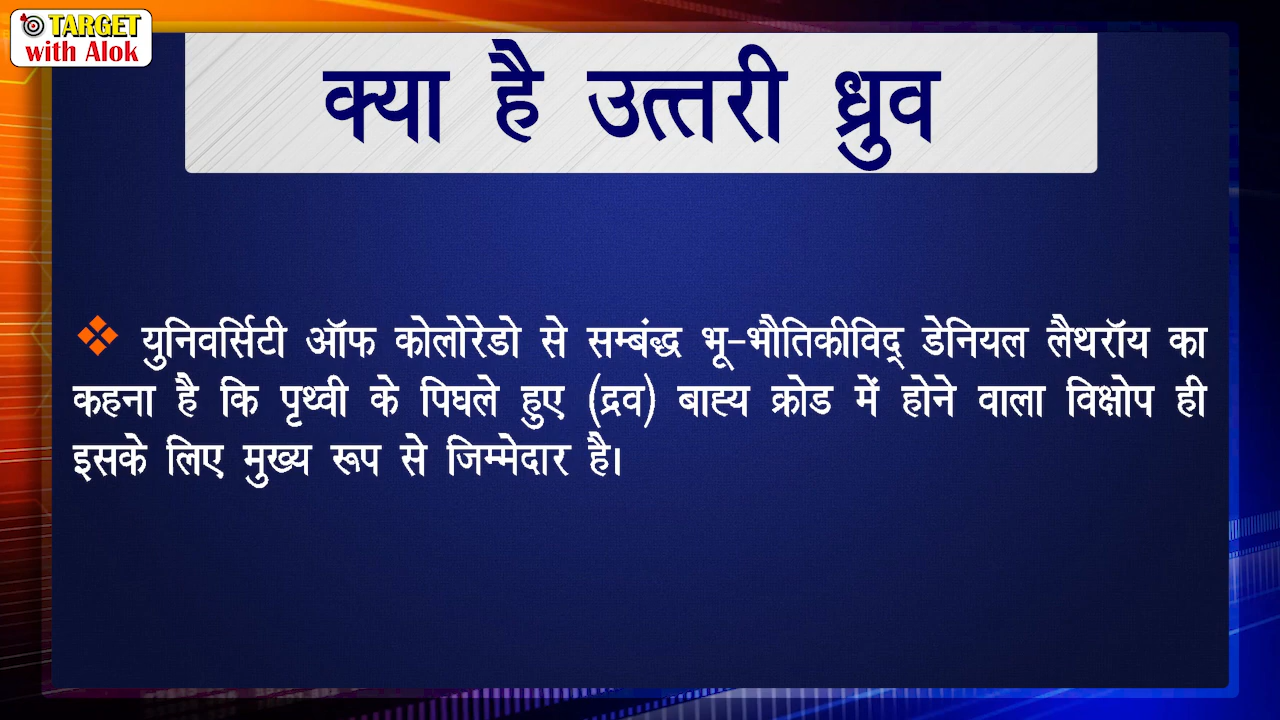 TARGET
with Alok
क्या है उत्तरी ध्रुव
युनिवर्सिटी ऑफ कोलोरेडो से सम्बंद्ध भू-भौतिकीविद् डेनियल लैथरॉय का
कहना है कि पृथ्वी के पिघले हुए (द्रव) बाह्य क्रोड में होने वाला विक्षोप ही
इसके लिए मुख्य रूप से जिम्मेदार है।